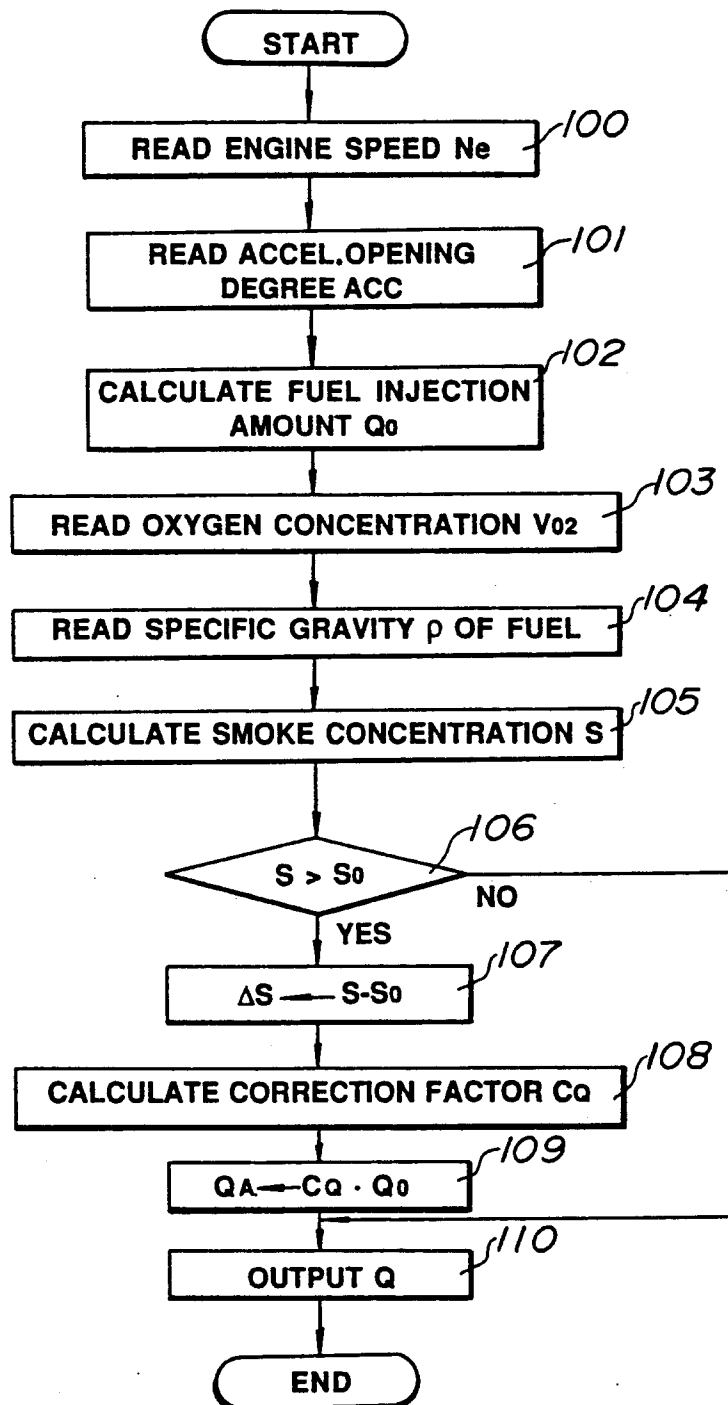 START
100
READ ENGINE SPEED Ne
101
READ ACCEL.OPENING
DEGREE ACC
102
CALCULATE FUEL INJECTION
AMOUNT Q0
103
READ OXYGEN CONCENTRATION VO2
104
READ SPECIFIC GRAVITY ρ OF FUEL
105
CALCULATE SMOKE CONCENTRATION S
106
S > S0
NO
YES
107
ΔS ← S-S0
108
CALCULATE CORRECTION FACTOR CQ
109
QA ← CQ · Q0
110
OUTPUT Q
END